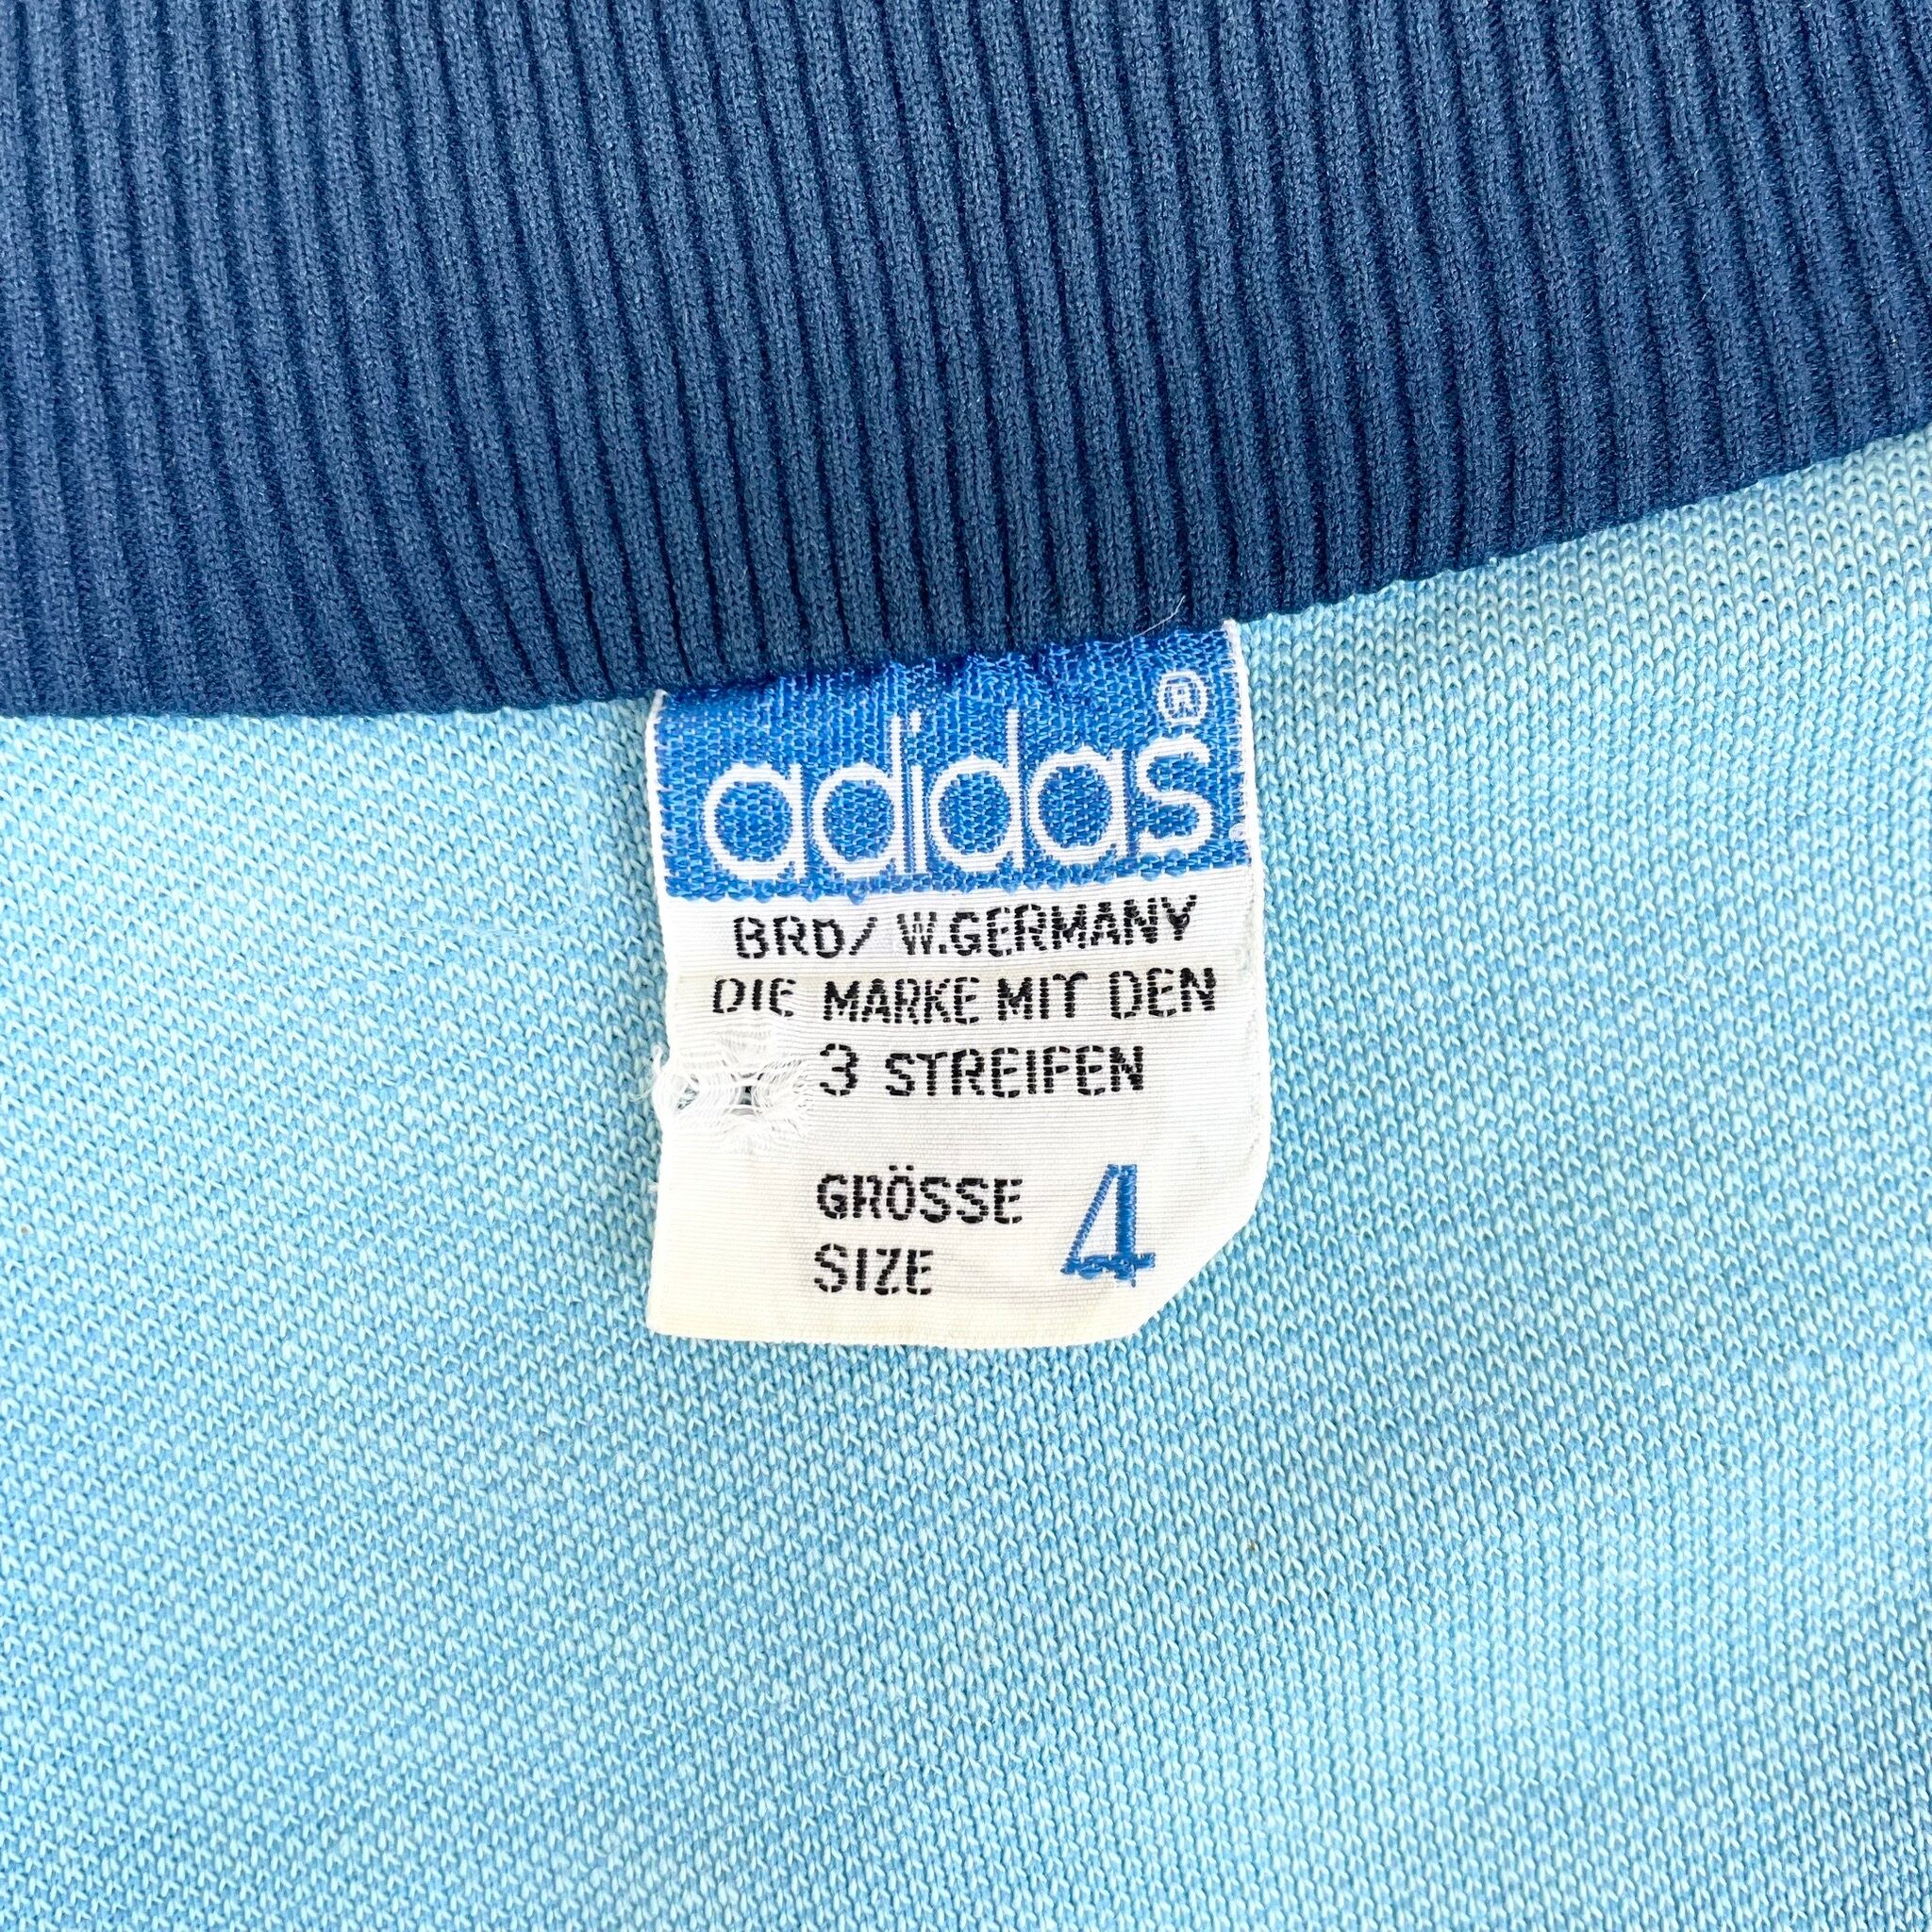 adidas®
BRD/ W.GERMANY
DIE MARKE MIT DEN
3 STREIFEN
GRÖSSE 4
SIZE